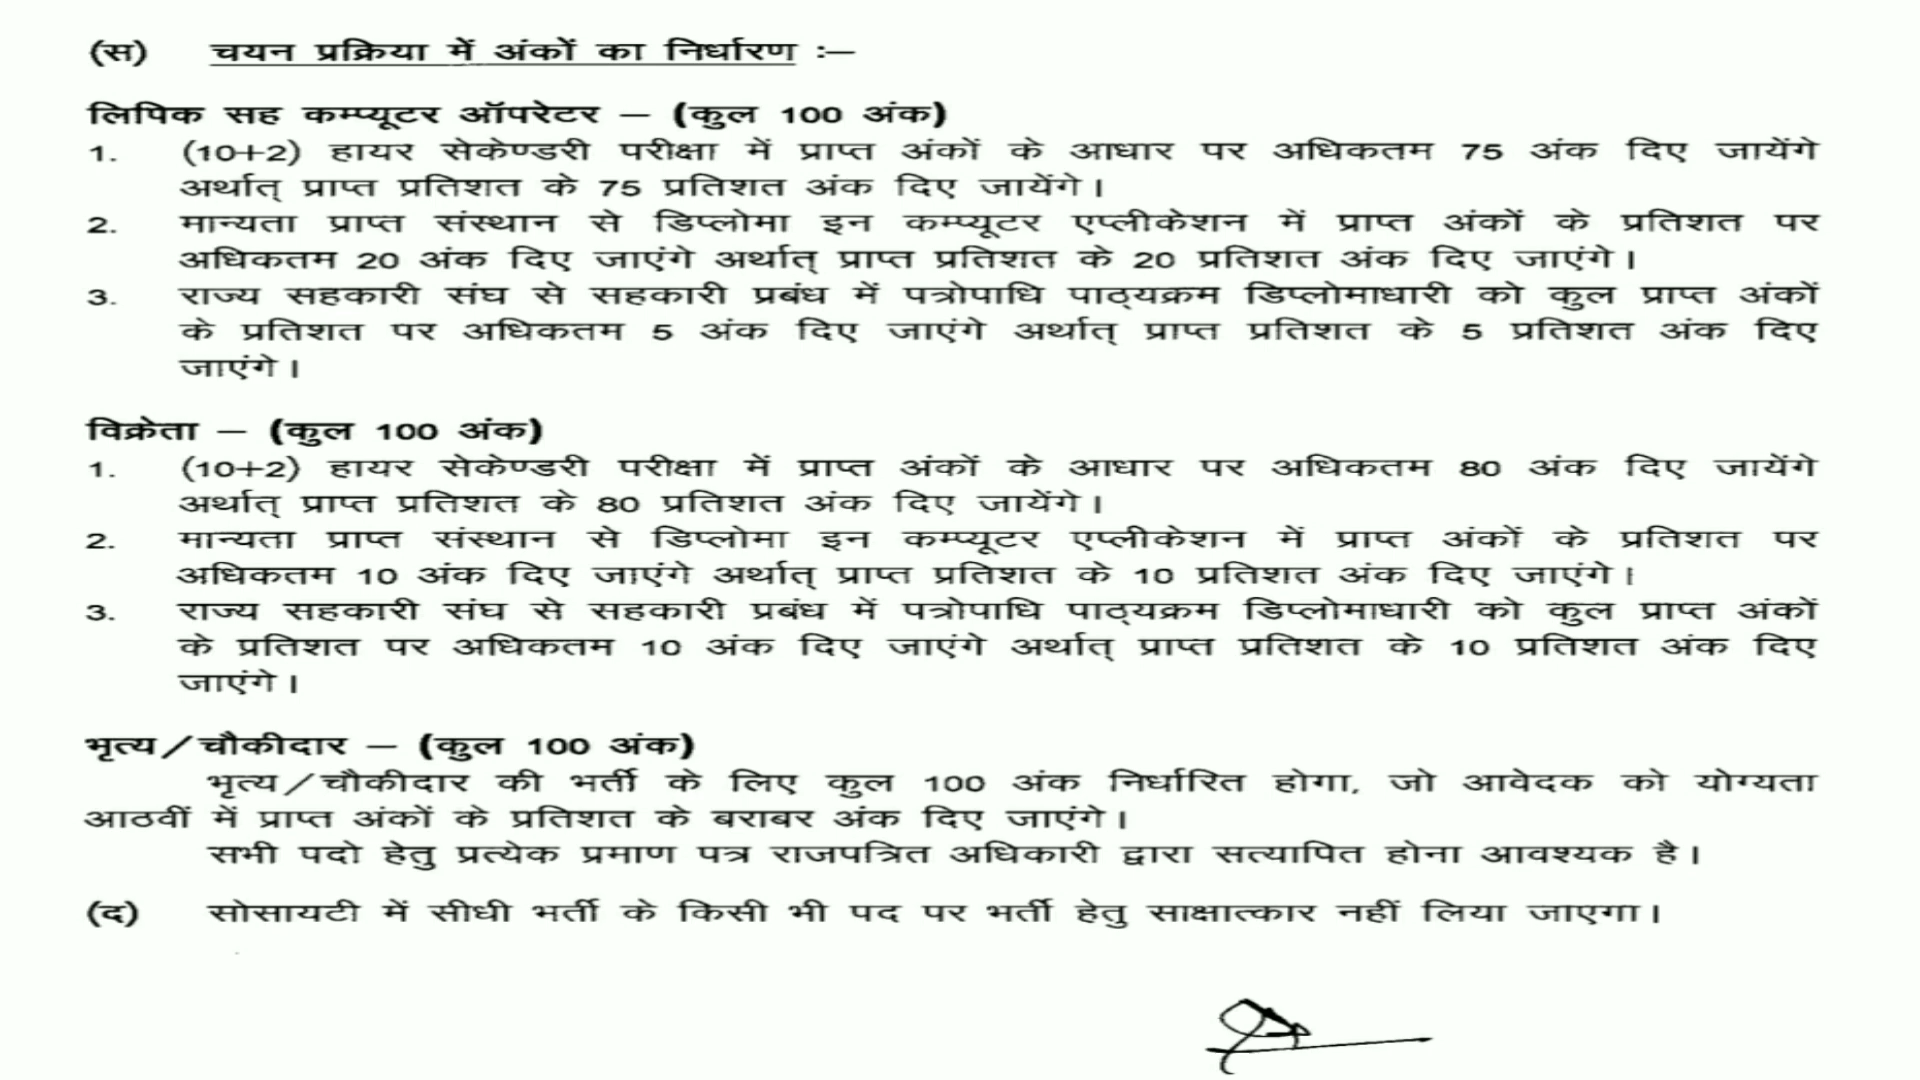 (स) चयन प्रक्रिया में अंकों का निर्धारण :–
लिपिक सह कम्प्यूटर ऑपरेटर – (कुल 100 अंक)
1. (10+2) हायर सेकेण्डरी परीक्षा में प्राप्त अंकों के आधार पर अधिकतम 75 अंक दिए जायेंगे
अर्थात् प्राप्त प्रतिशत के 75 प्रतिशत अंक दिए जायेंगे।
2. मान्यता प्राप्त संस्थान से डिप्लोमा इन कम्प्यूटर एप्लीकेशन में प्राप्त अंकों के प्रतिशत पर
अधिकतम 20 अंक दिए जाएंगे अर्थात् प्राप्त प्रतिशत के 20 प्रतिशत अंक दिए जाएंगे।
3. राज्य सहकारी संघ से सहकारी प्रबंध में पत्रोपाधि पाठ्यक्रम डिप्लोमाधारी को कुल प्राप्त अंकों
के प्रतिशत पर अधिकतम 5 अंक दिए जाएंगे अर्थात् प्राप्त प्रतिशत के 5 प्रतिशत अंक दिए
जाएंगे।
विक्रेता – (कुल 100 अंक)
1. (10+2) हायर सेकेण्डरी परीक्षा में प्राप्त अंकों के आधार पर अधिकतम 80 अंक दिए जायेंगे
अर्थात् प्राप्त प्रतिशत के 80 प्रतिशत अंक दिए जायेंगे।
2. मान्यता प्राप्त संस्थान से डिप्लोमा इन कम्प्यूटर एप्लीकेशन में प्राप्त अंकों के प्रतिशत पर
अधिकतम 10 अंक दिए जाएंगे अर्थात् प्राप्त प्रतिशत के 10 प्रतिशत अंक दिए जाएंगे।
3. राज्य सहकारी संघ से सहकारी प्रबंध में पत्रोपाधि पाठ्यक्रम डिप्लोमाधारी को कुल प्राप्त अंकों
के प्रतिशत पर अधिकतम 10 अंक दिए जाएंगे अर्थात् प्राप्त प्रतिशत के 10 प्रतिशत अंक दिए
जाएंगे।
भृत्य/चौकीदार – (कुल 100 अंक)
भृत्य/चौकीदार की भर्ती के लिए कुल 100 अंक निर्धारित होगा, जो आवेदक को योग्यता
आठवीं में प्राप्त अंकों के प्रतिशत के बराबर अंक दिए जाएंगे।
सभी पदो हेतु प्रत्येक प्रमाण पत्र राजपत्रित अधिकारी द्वारा सत्यापित होना आवश्यक है।
(द) सोसायटी में सीधी भर्ती के किसी भी पद पर भर्ती हेतु साक्षात्कार नहीं लिया जाएगा।